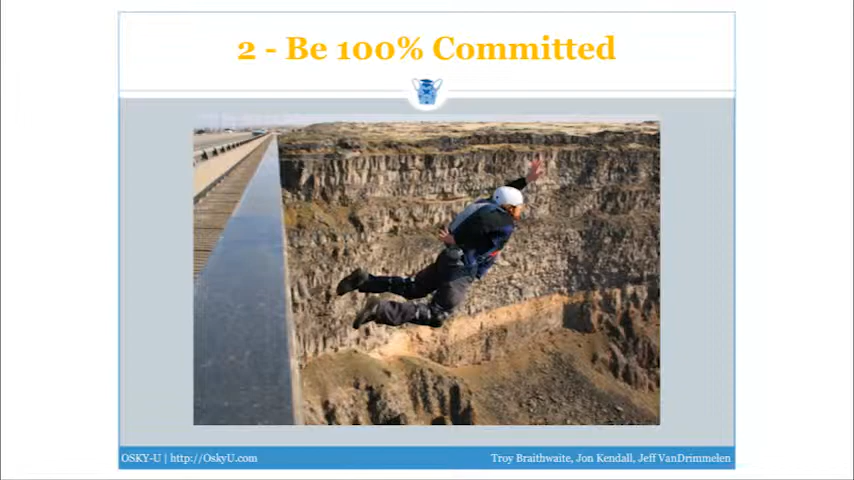 2 - Be 100% Committed
OSKY-U | http://OskyU.com
Troy Braithwaite, Jon Kendall, Jeff VanDrimmelen